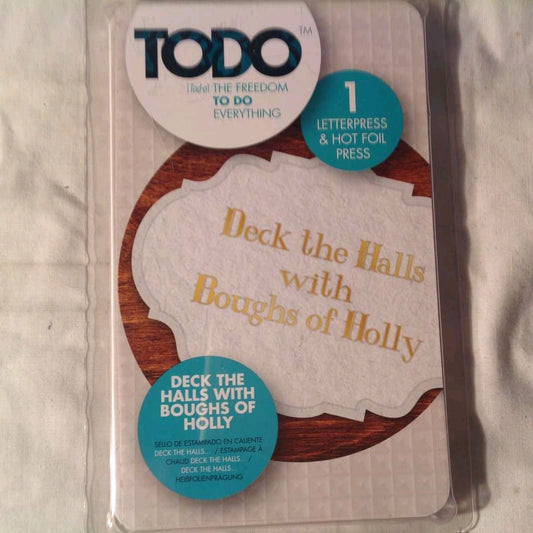 TODO™
[todo] THE FREEDOM
TO DO
EVERYTHING
1
LETTERPRESS
& HOT FOIL
PRESS
Deck the Halls
with
Boughs of Holly
DECK THE
HALLS WITH
BOUGHS OF
HOLLY
SELLO DE ESTAMPADO EN CALIENTE
DECK THE HALLS... / ESTAMPAGE À
CHAUD DECK THE HALLS... /
DECK THE HALLS...
HEIßFOLIENPRÄGUNG